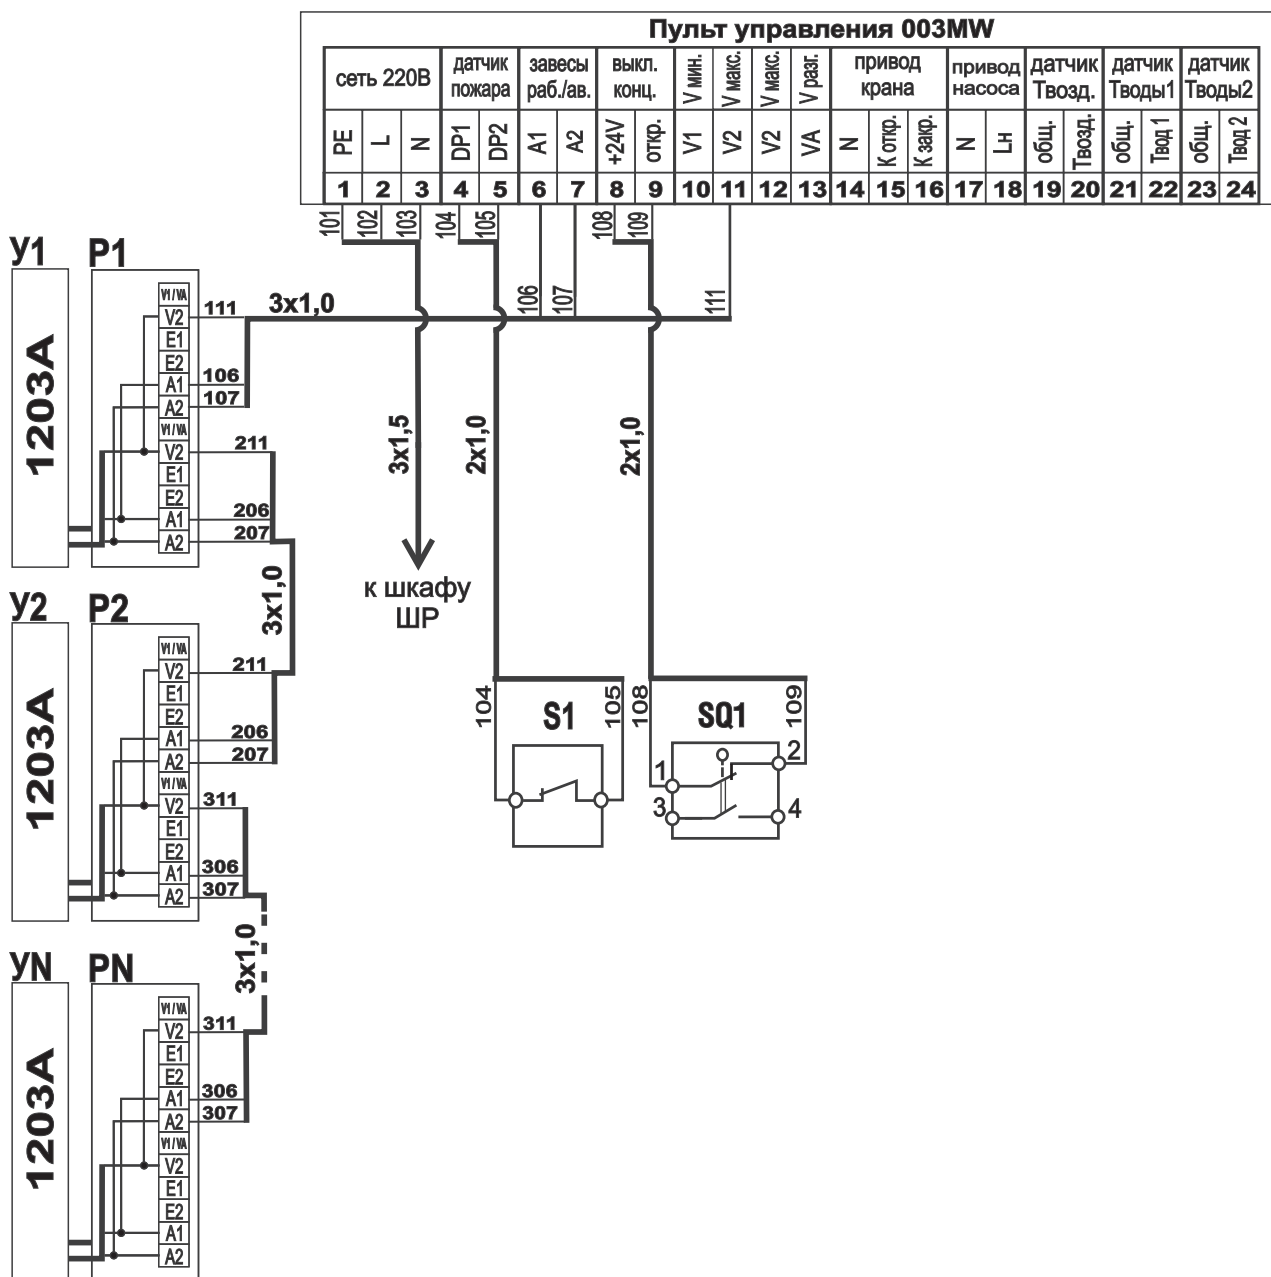 Пульт управления 003MW
сеть 220В
датчик пожара
завесы раб./ав.
выкл. конц.
V мин.
V макс.
V макс.
V разг.
привод крана
привод насоса
датчик Твозд.
датчик Тводы1
датчик Тводы2
PE L N DP1 DP2 A1 A2 +24V откр. V1 V2 V2 VA N К откр. К закр. N Lн общ. Твозд. общ. Твод 1 общ. Твод 2
1 2 3 4 5 6 7 8 9 10 11 12 13 14 15 16 17 18 19 20 21 22 23 24
101 102 103 104 105 108 109
106 107 111
У1 P1
1203А
V1/VA
V2 111
E1
E2
A1 106
A2 107
V1/VA
V2 211
E1
E2
A1 206
A2 207
3x1,0
3x1,5
2x1,0
2x1,0
к шкафу
ШР
3x1,0
У2 P2
1203А
V1/VA
V2 211
E1
E2
A1 206
A2 207
V1/VA
V2 311
E1
E2
A1 306
A2 307
104 S1 105
108 SQ1 109
1 2
3 4
3x1,0
УN PN
1203А
V1/VA
V2 311
E1
E2
A1 306
A2 307
V1/VA
V2
E1
E2
A1
A2